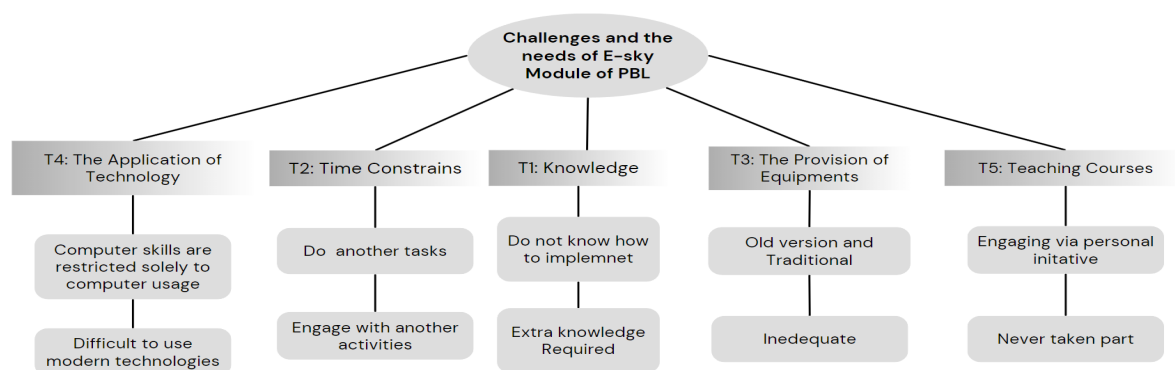 Challenges and the
needs of E-sky
Module of PBL
T4: The Application of
Technology
T2: Time Constrains
T1: Knowledge
T3: The Provision of
Equipments
T5: Teaching Courses
Computer skills are
restricted solely to
computer usage
Do another tasks
Do not know how
to implemnet
Old version and
Traditional
Engaging via personal
initative
Difficult to use
modern technologies
Engage with another
activities
Extra knowledge
Required
Inedequate
Never taken part